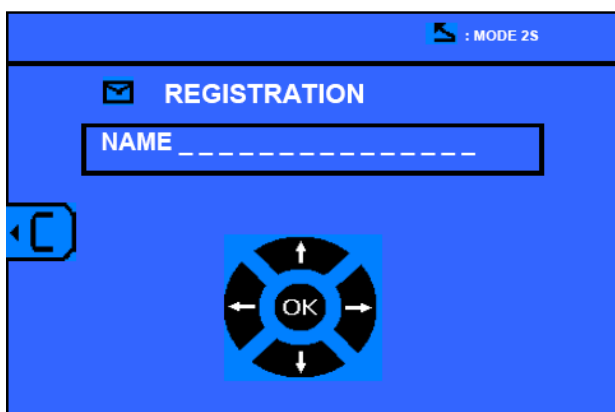 : MODE 2S
REGISTRATION
NAME _ _ _ _ _ _ _ _ _ _ _ _ _ _ _
C
OK